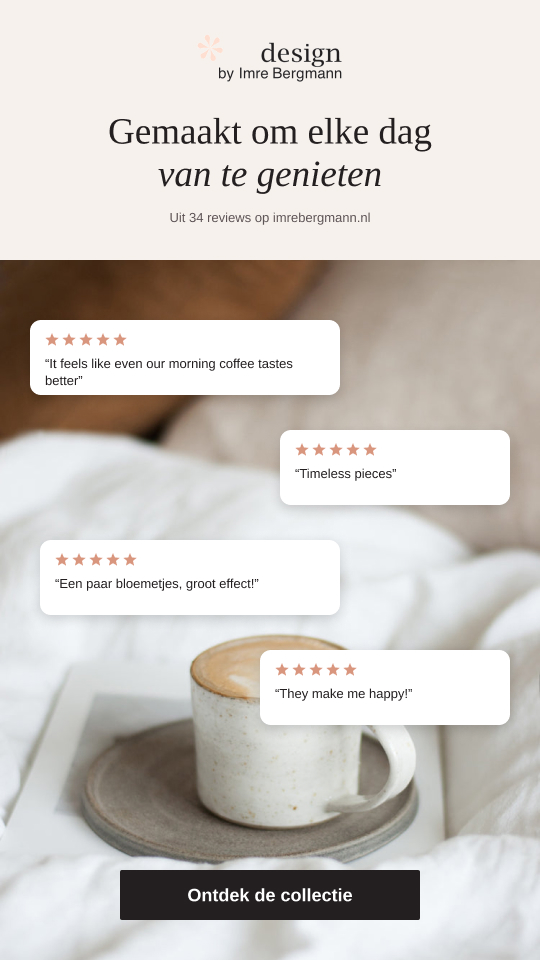 design
by Imre Bergmann
Gemaakt om elke dag
van te genieten
Uit 34 reviews op imrebergmann.nl
“It feels like even our morning coffee tastes
better”
“Timeless pieces”
“Een paar bloemetjes, groot effect!”
“They make me happy!”
Ontdek de collectie